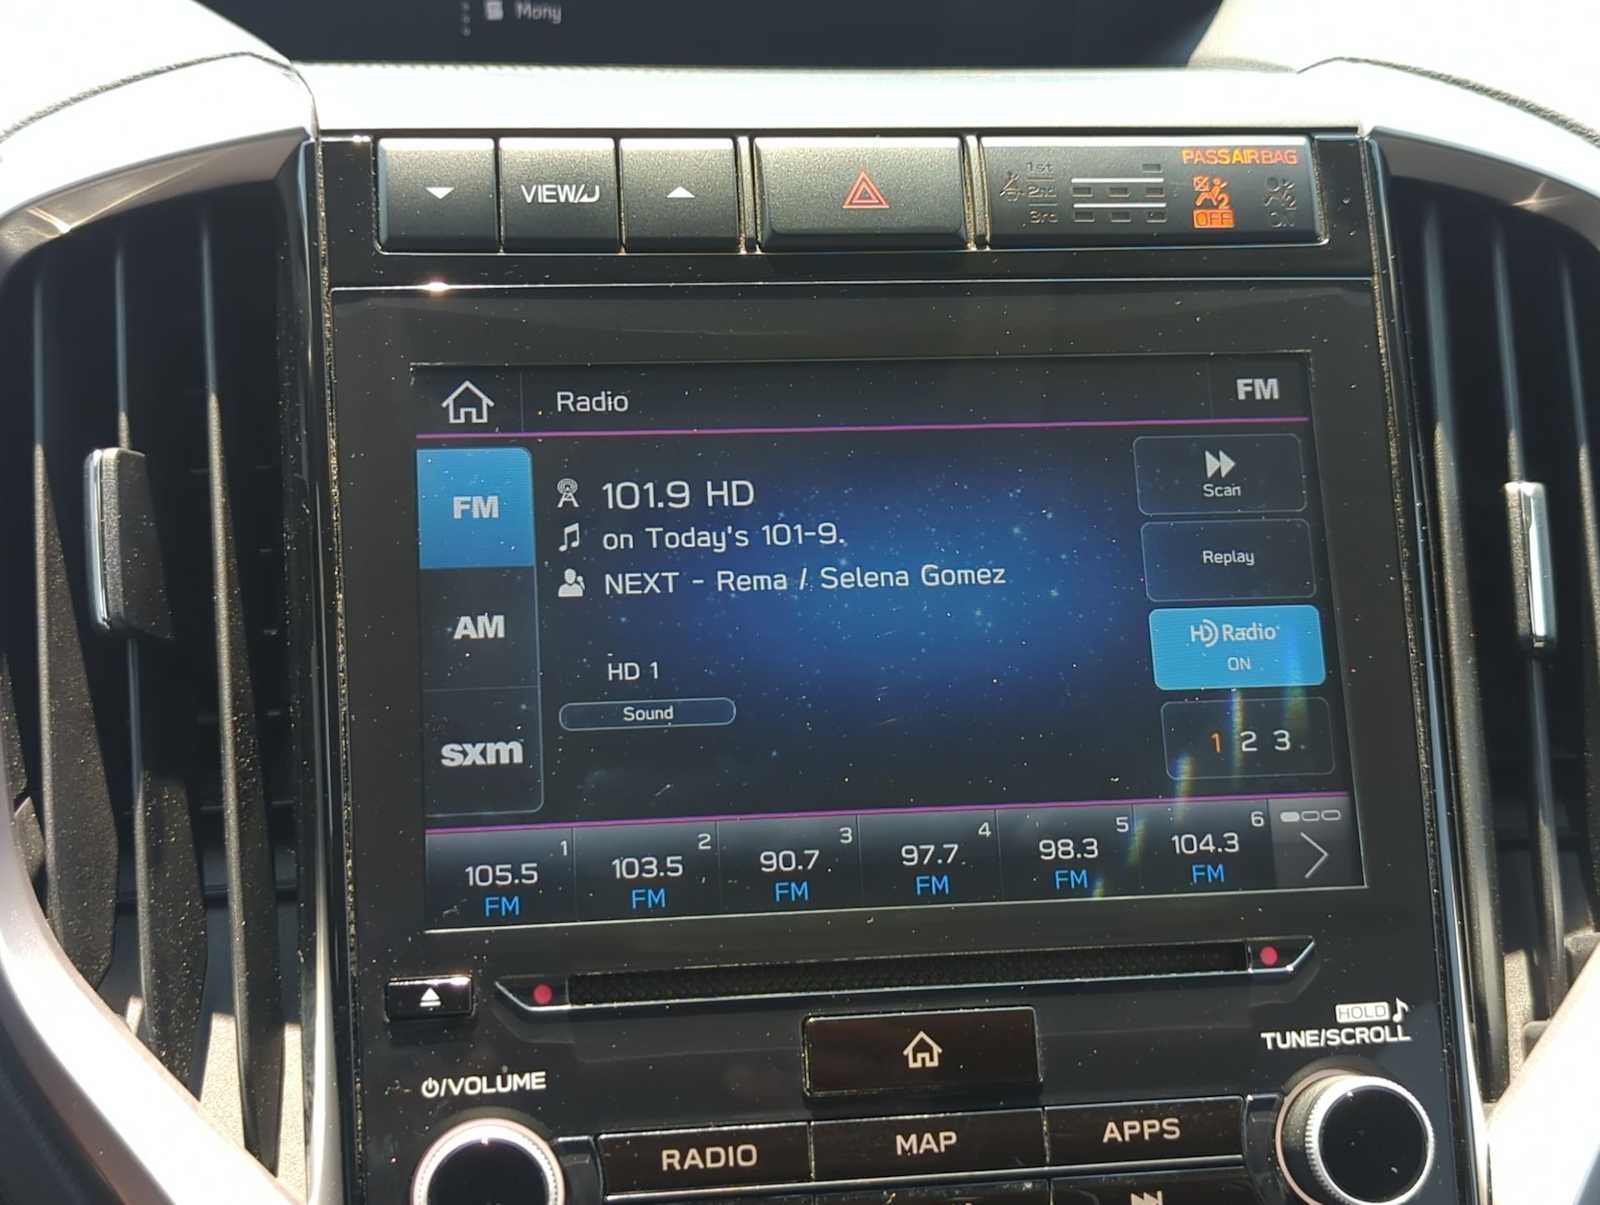 Mony
VIEW/
1st
2nd
3rd
PASS AIR BAG
2
OFF
2
ON
Radio
FM
FM
AM
sxm
101.9 HD
on Today's 101-9.
NEXT - Rema / Selena Gomez
HD 1
Sound
Scan
Replay
HD Radio
ON
1 2 3
1
105.5
FM
2
103.5
FM
3
90.7
FM
4
97.7
FM
5
98.3
FM
6
104.3
FM
HOLD
TUNE/SCROLL
/VOLUME
RADIO
MAP
APPS